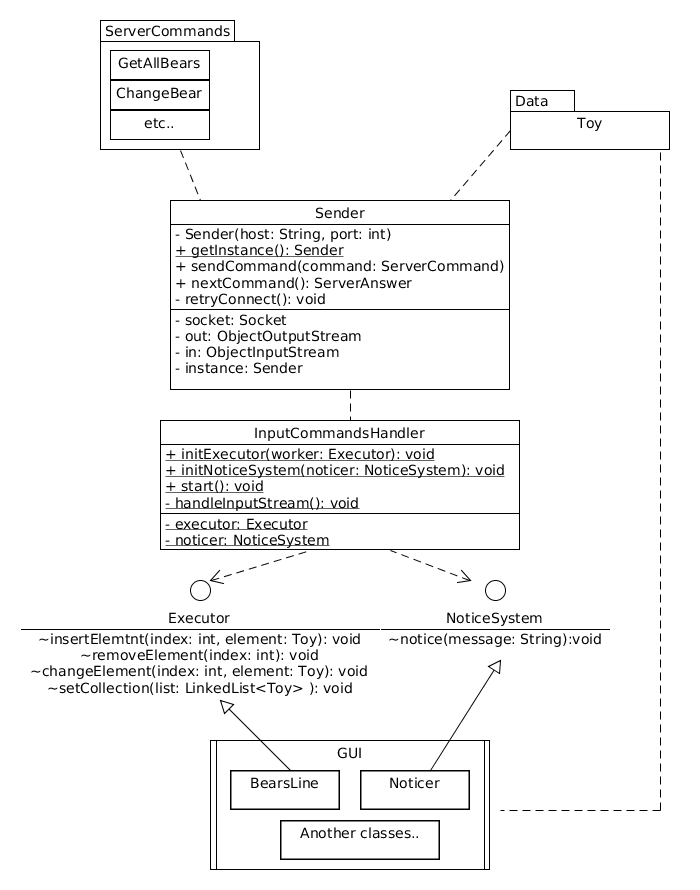 ServerCommands
GetAllBears
ChangeBear
etc..
Data
Toy
Sender
- Sender(host: String, port: int)
+ getInstance(): Sender
+ sendCommand(command: ServerCommand)
+ nextCommand(): ServerAnswer
- retryConnect(): void
- socket: Socket
- out: ObjectOutputStream
- in: ObjectInputStream
- instance: Sender
InputCommandsHandler
+ initExecutor(worker: Executor): void
+ initNoticeSystem(noticer: NoticeSystem): void
+ start(): void
- handleInputStream(): void
- executor: Executor
- noticer: NoticeSystem
Executor
~insertElemtnt(index: int, element: Toy): void
~removeElement(index: int): void
~changeElement(index: int, element: Toy): void
~setCollection(list: LinkedList<Toy> ): void
NoticeSystem
~notice(message: String):void
GUI
BearsLine
Noticer
Another classes..